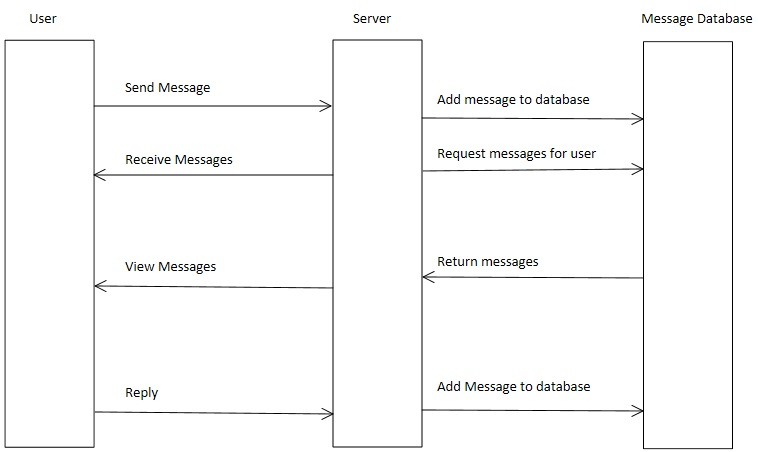 User
Server
Message Database
Send Message
Add message to database
Request messages for user
Receive Messages
Return messages
View Messages
Add Message to database
Reply